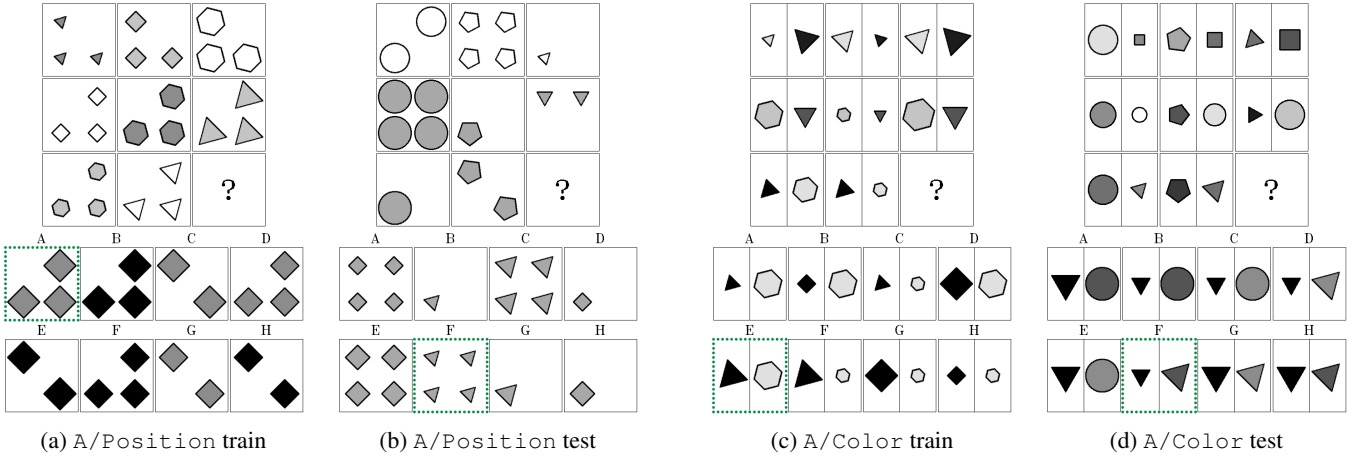 ? ? ? ?
A B C D A B C D A B C D A B C D
E F G H E F G H E F G H E F G H
(a) A/Position train (b) A/Position test (c) A/Color train (d) A/Color test